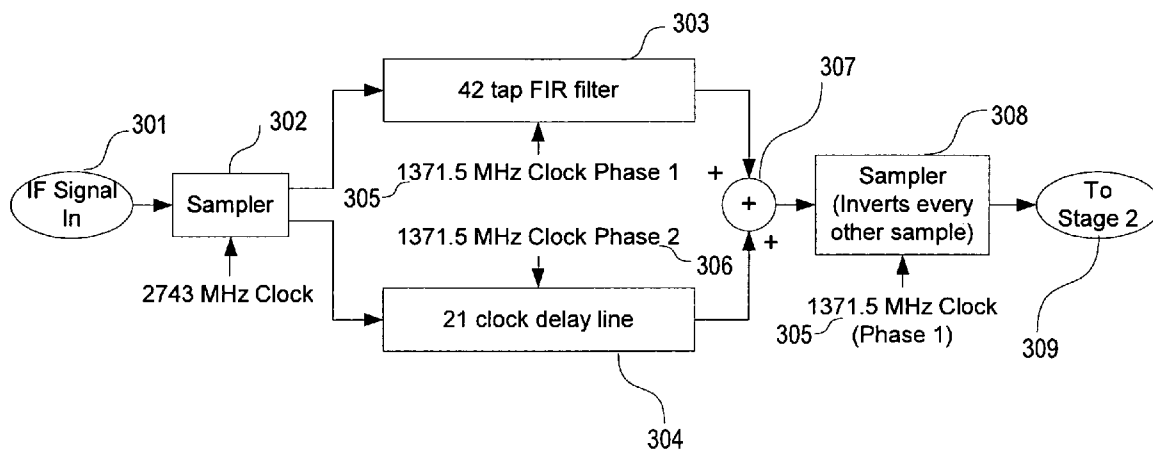 303
42 tap FIR filter
307
308
301
302
IF Signal
In
Sampler
305
1371.5 MHz Clock Phase 1
+
+
+
Sampler
(Inverts every
other sample)
To
Stage 2
1371.5 MHz Clock Phase 2
306
2743 MHz Clock
21 clock delay line
305
1371.5 MHz Clock
(Phase 1)
309
304